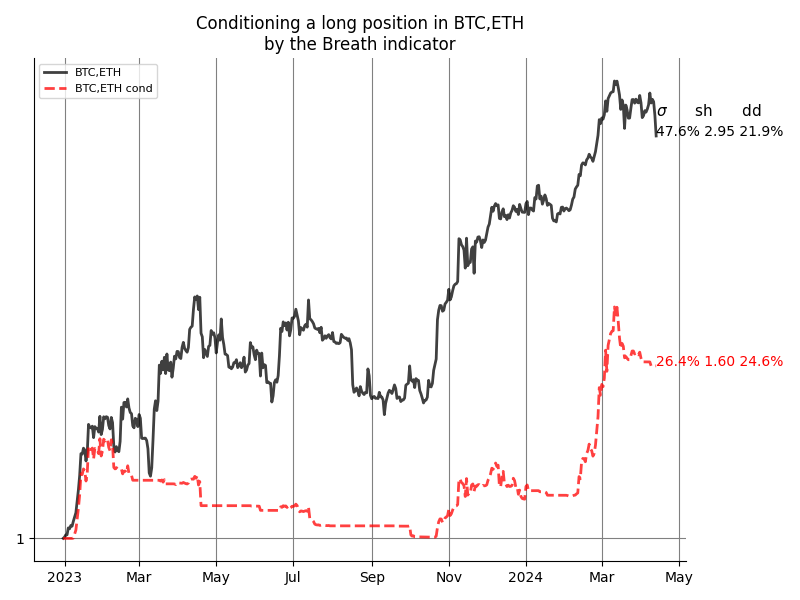 Conditioning a long position in BTC,ETH
by the Breath indicator
BTC,ETH
BTC,ETH cond
σ sh dd
47.6% 2.95 21.9%
26.4% 1.60 24.6%
1
2023 Mar May Jul Sep Nov 2024 Mar May